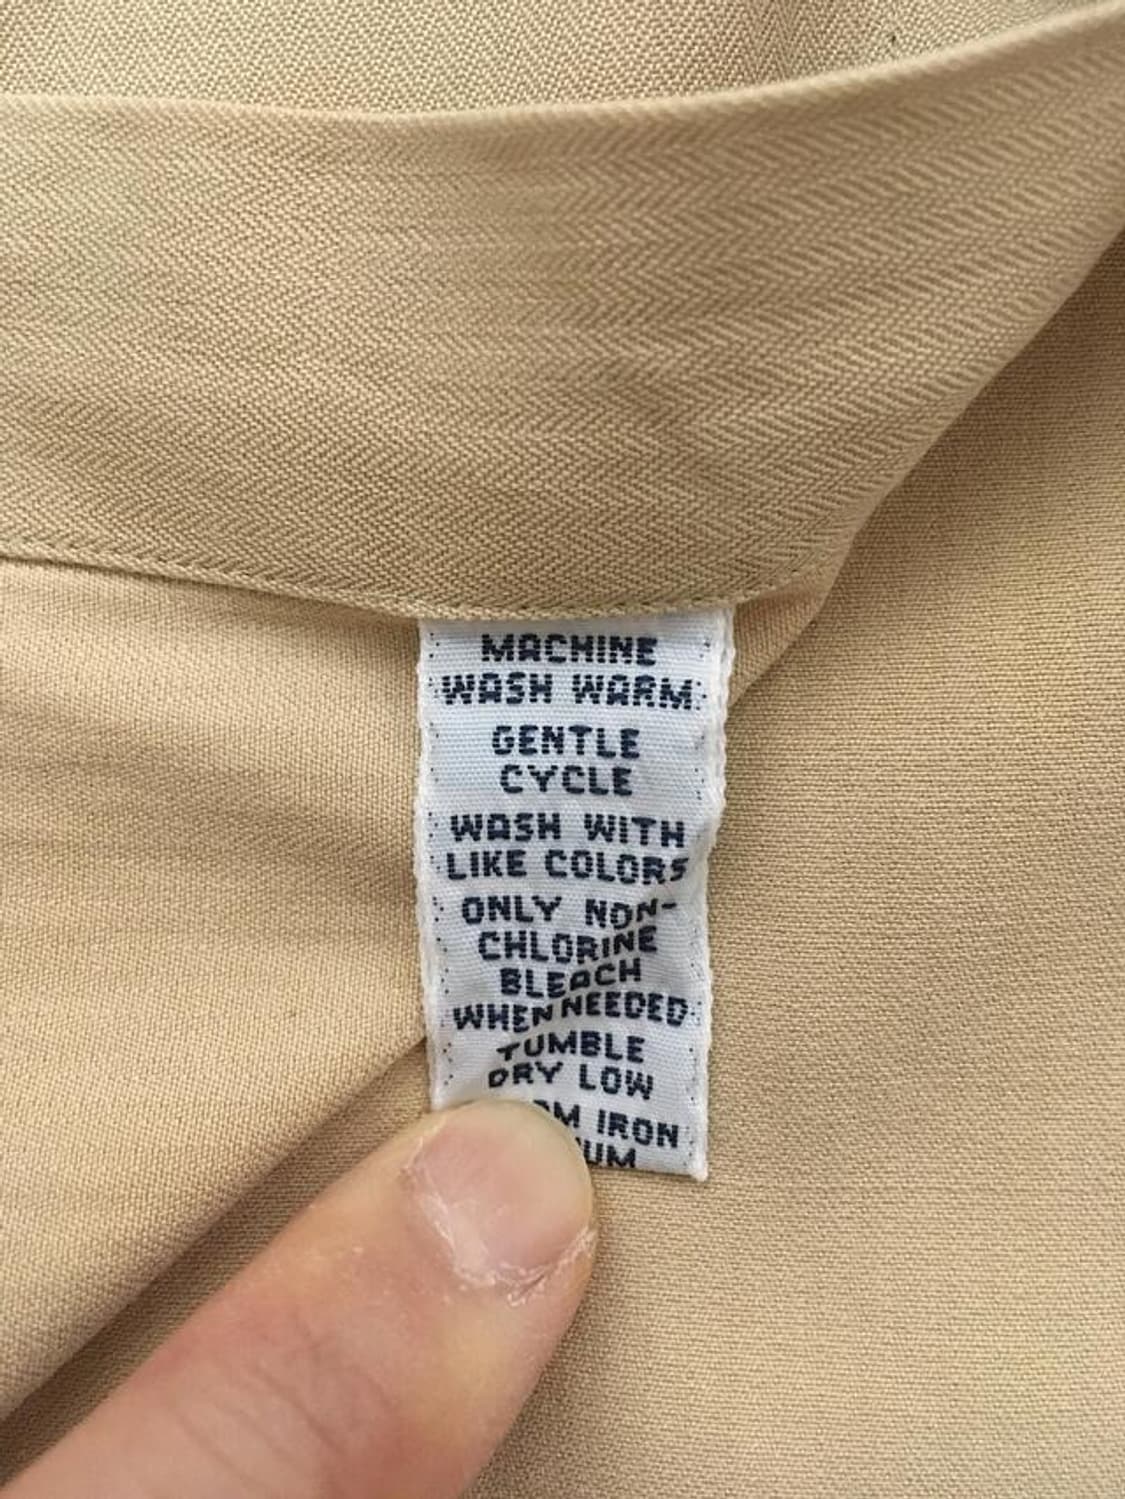 MACHINE
WASH WARM
GENTLE
CYCLE
WASH WITH
LIKE COLORS
ONLY NON-
CHLORINE
BLEACH
WHEN NEEDED
TUMBLE
DRY LOW
IRON